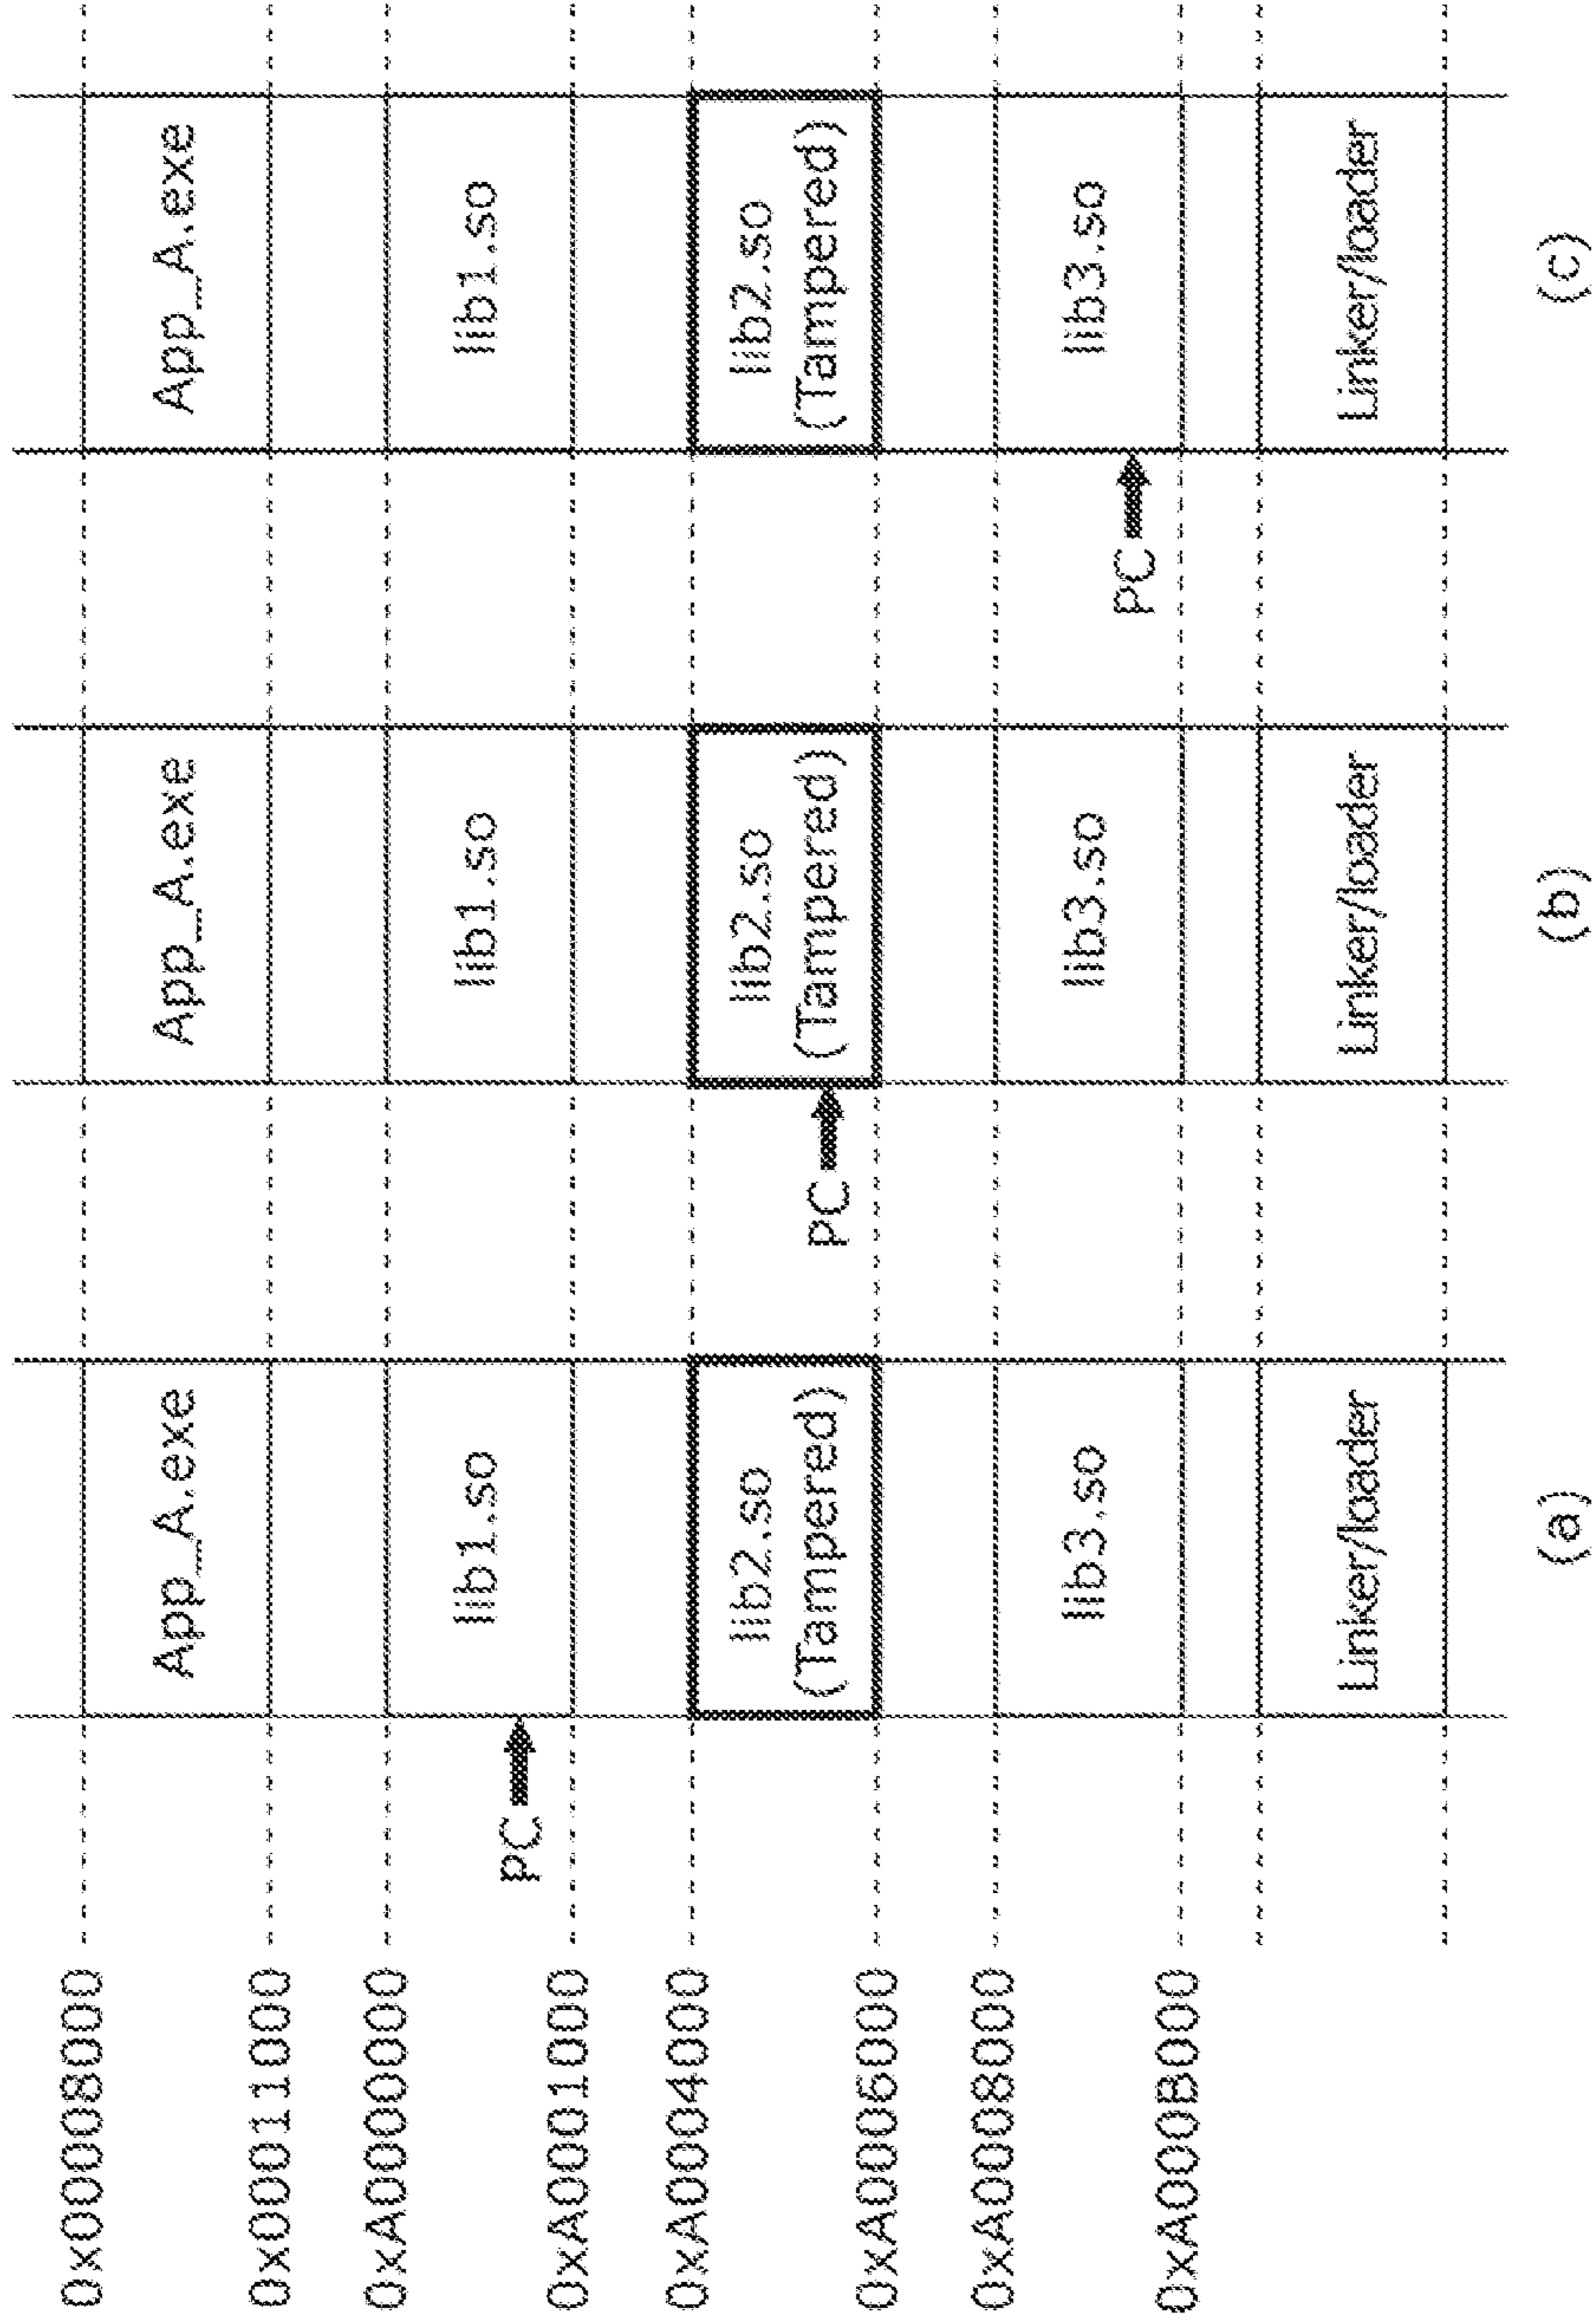 0x00008000
0x00011000
0xA0000000
0xA0001000
0xA0004000
0xA0006000
0xA0008000
0xA000B000
App_A.exe
lib1.so
PC
lib2.so
(Tampered)
lib3.so
Linker/loader
(a)
App_A.exe
lib1.so
lib2.so
(Tampered)
PC
lib3.so
Linker/loader
(b)
App_A.exe
lib1.so
lib2.so
(Tampered)
lib3.so
PC
Linker/loader
(c)